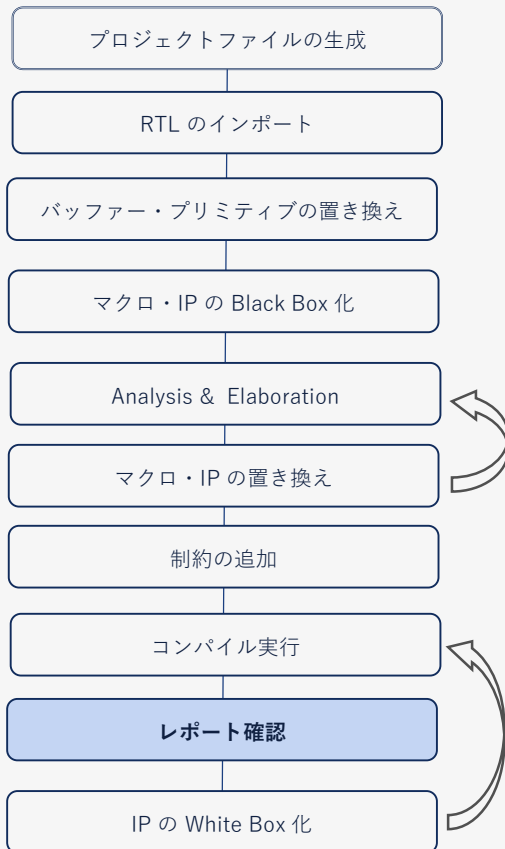 プロジェクトファイルの生成
RTL のインポート
バッファー・プリミティブの置き換え
マクロ・IP の Black Box 化
Analysis & Elaboration
マクロ・IP の置き換え
制約の追加
コンパイル実行
レポート確認
IP の White Box 化